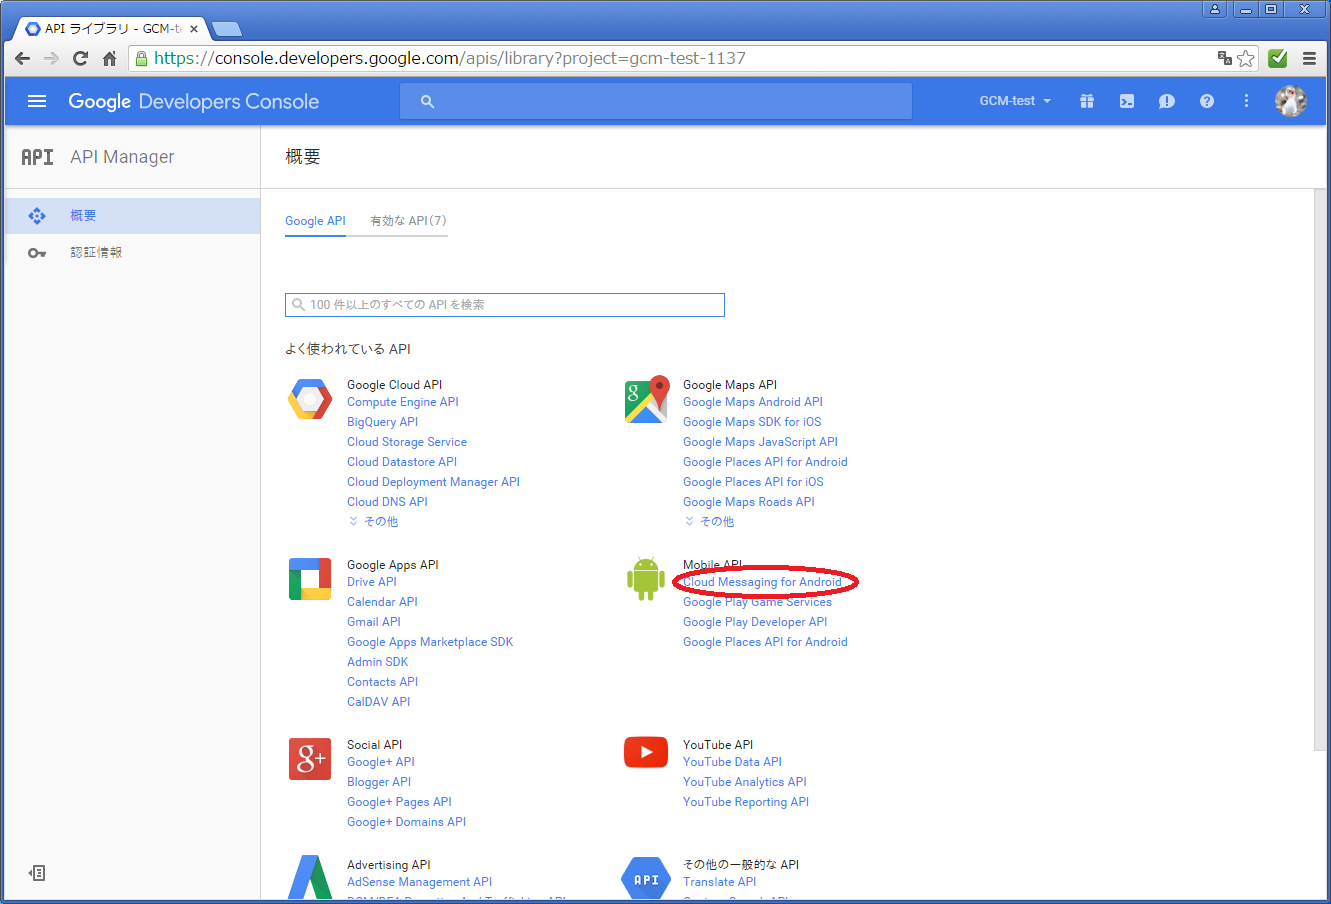 API ライブラリ - GCM-te
https://console.developers.google.com/apis/library?project=gcm-test-1137
Google Developers Console
GCM-test
API API Manager
概要
概要
認証情報
Google API 有効な API (7)
100 件以上のすべての API を検索
よく使われている API
Google Cloud API
Compute Engine API
BigQuery API
Cloud Storage Service
Cloud Datastore API
Cloud Deployment Manager API
Cloud DNS API
その他
Google Maps API
Google Maps Android API
Google Maps SDK for iOS
Google Maps JavaScript API
Google Places API for Android
Google Places API for iOS
Google Maps Roads API
その他
Google Apps API
Drive API
Calendar API
Gmail API
Google Apps Marketplace SDK
Admin SDK
Contacts API
CalDAV API
Mobile API
Cloud Messaging for Android
Google Play Game Services
Google Play Developer API
Google Places API for Android
Social API
Google+ API
Blogger API
Google+ Pages API
Google+ Domains API
YouTube API
YouTube Data API
YouTube Analytics API
YouTube Reporting API
Advertising API
AdSense Management API
API
その他の一般的な API
Translate API